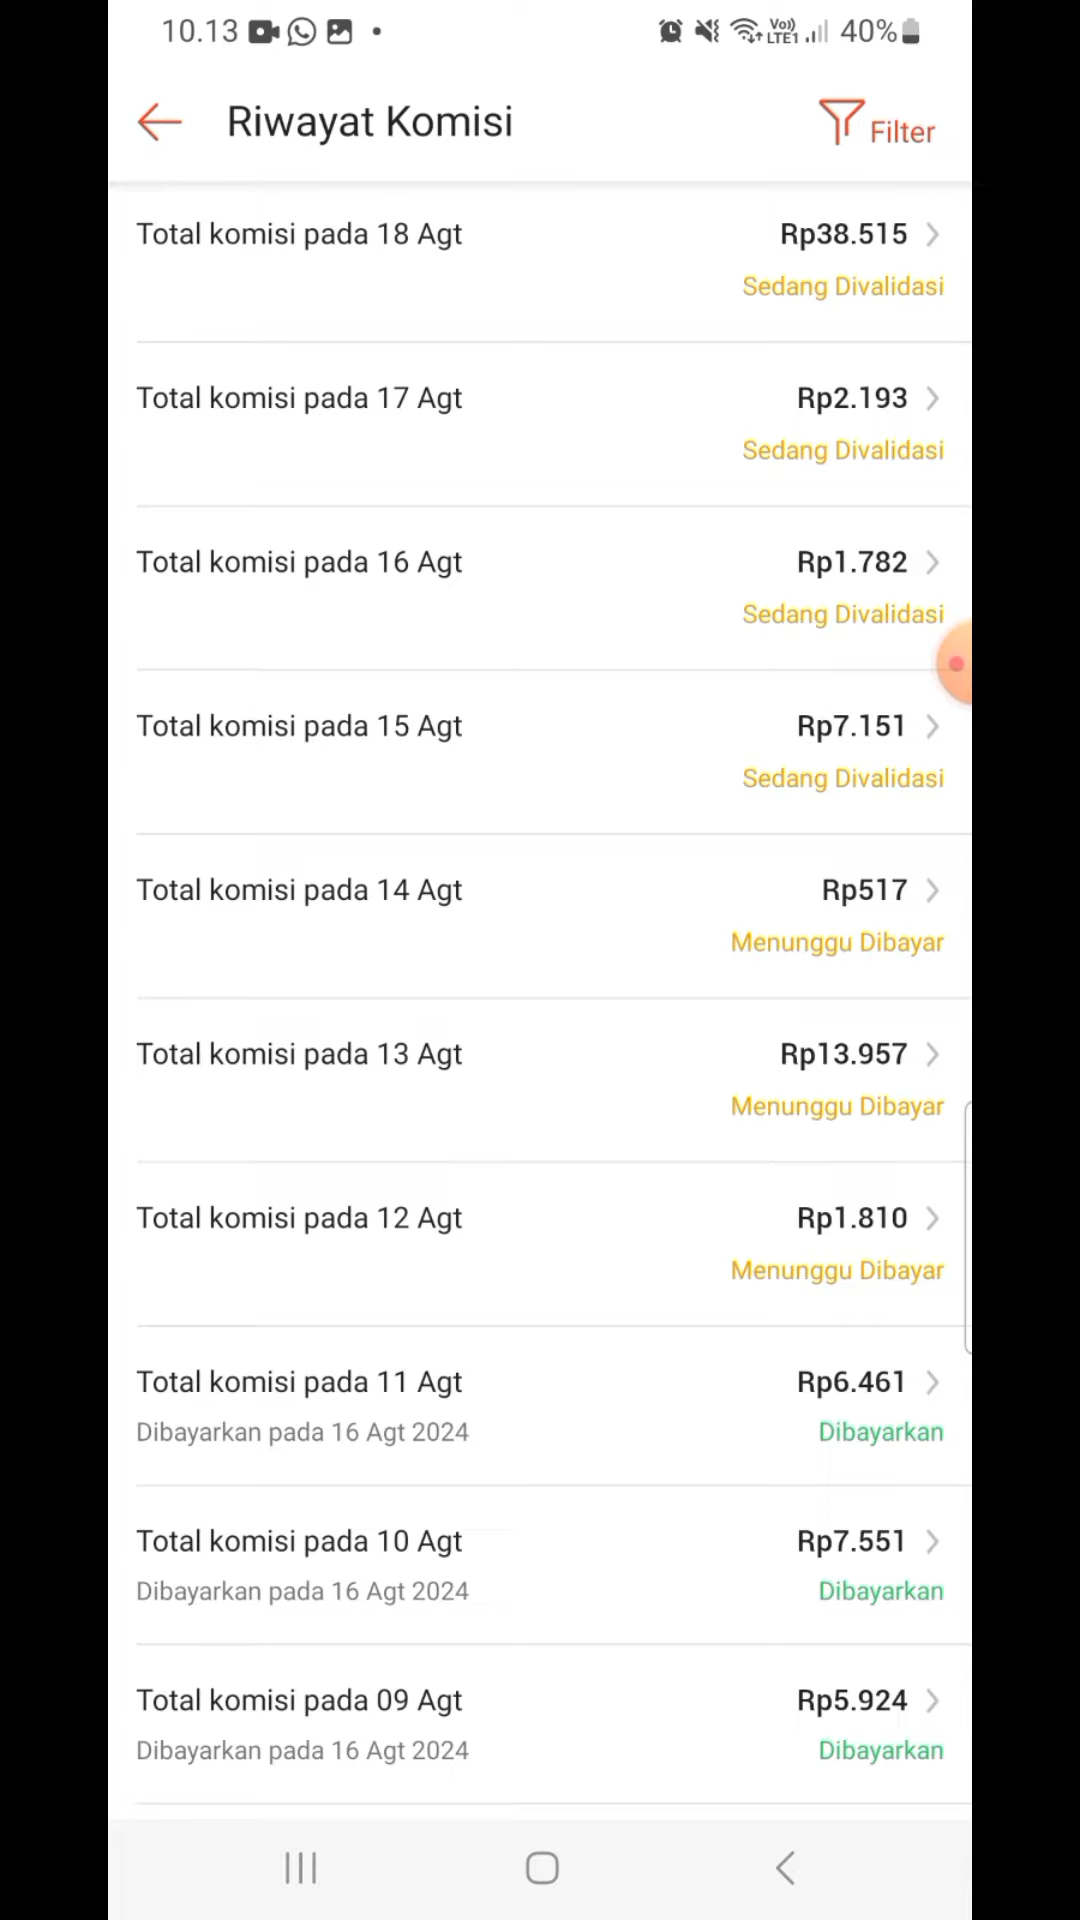 10.13
Vo))
LTE1
40%
Riwayat Komisi
Filter
Total komisi pada 18 Agt
Rp38.515
Sedang Divalidasi
Total komisi pada 17 Agt
Rp2.193
Sedang Divalidasi
Total komisi pada 16 Agt
Rp1.782
Sedang Divalidasi
Total komisi pada 15 Agt
Rp7.151
Sedang Divalidasi
Total komisi pada 14 Agt
Rp517
Menunggu Dibayar
Total komisi pada 13 Agt
Rp13.957
Menunggu Dibayar
Total komisi pada 12 Agt
Rp1.810
Menunggu Dibayar
Total komisi pada 11 Agt
Rp6.461
Dibayarkan pada 16 Agt 2024
Dibayarkan
Total komisi pada 10 Agt
Rp7.551
Dibayarkan pada 16 Agt 2024
Dibayarkan
Total komisi pada 09 Agt
Rp5.924
Dibayarkan pada 16 Agt 2024
Dibayarkan